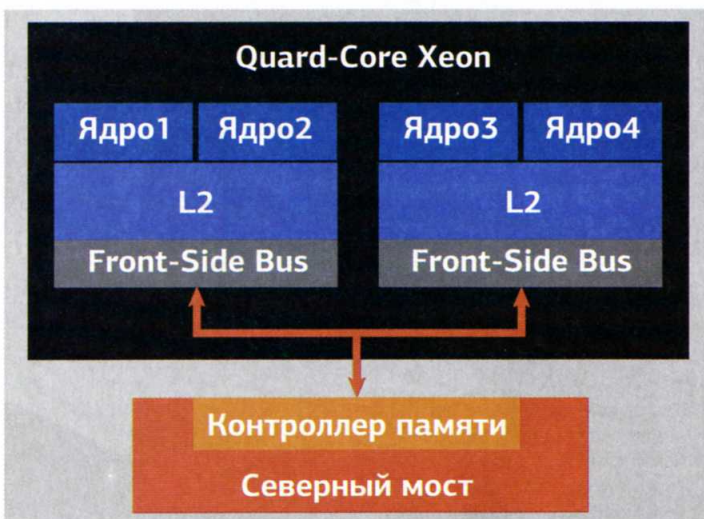 Quard-Core Xeon
Ядро1 Ядро2 Ядро3 Ядро4
L2 L2
Front-Side Bus Front-Side Bus
Контроллер памяти
Северный мост